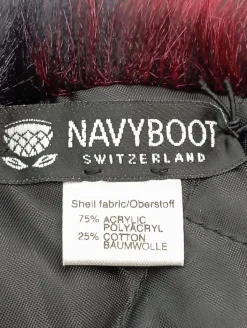 NAVYBOOT
SWITZERLAND
Shell fabric/Oberstoff
75% ACRYLIC
POLYACRYL
25% COTTON
BAUMWOLLE